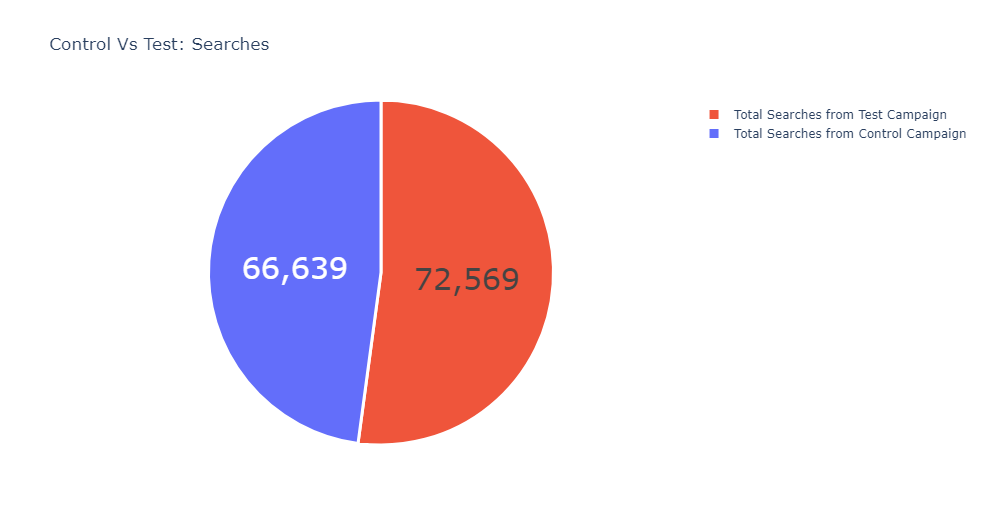 Control Vs Test: Searches
Total Searches from Test Campaign
Total Searches from Control Campaign
66,639
72,569